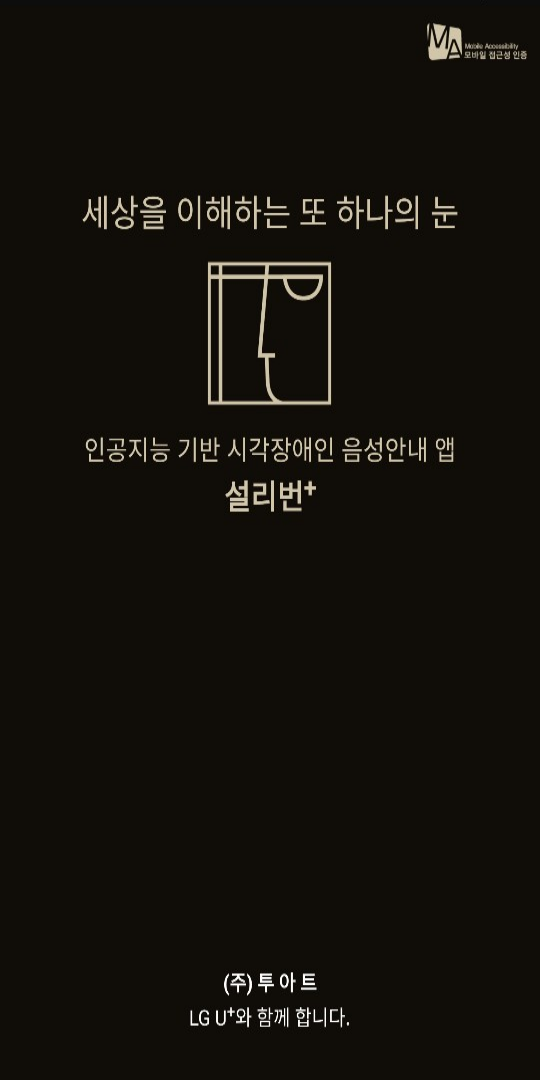 MA
Mobile Accessibility
모바일 접근성 인증
세상을 이해하는 또 하나의 눈
인공지능 기반 시각장애인 음성안내 앱
설리번+
(주) 투 아 트
LG U+와 함께 합니다.